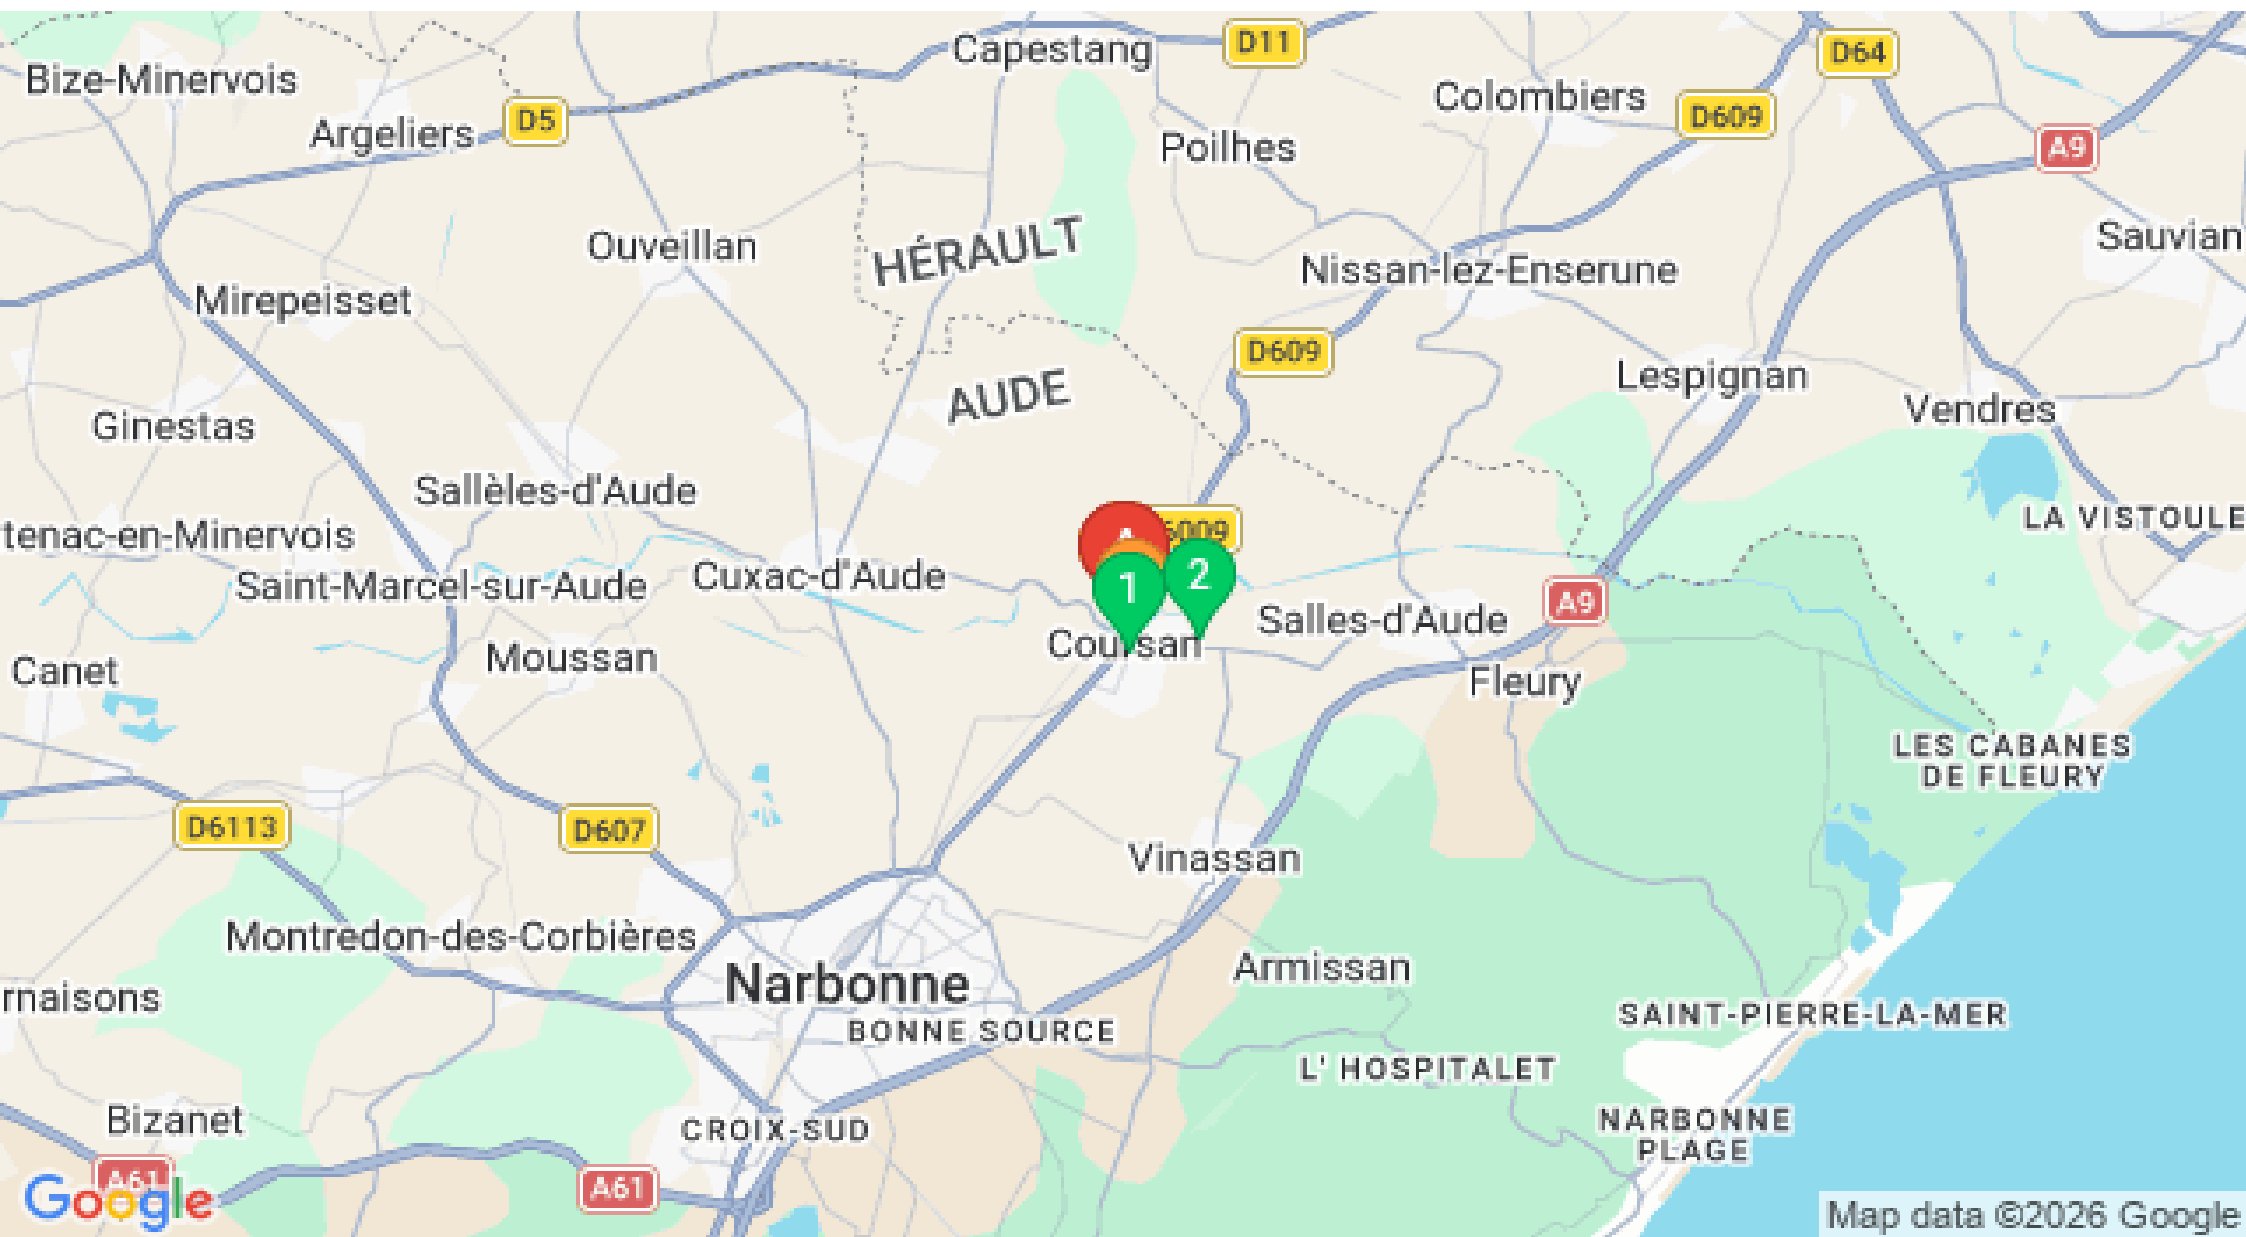 Capestang
D11
D64
Bize-Minervois
Colombiers
D609
D5
Argeliers
Poilhes
A9
Ouveillan
HÉRAULT
Sauvian
Nissan-lez-Enserune
Mirepeisset
D609
AUDE
Lespignan
Vendres
Ginestas
Sallèles-d'Aude
LA VISTOULE
tenac-en-Minervois
6009
Saint-Marcel-sur-Aude
Cuxac-d'Aude
1
2
A9
Salles-d'Aude
Coursan
Moussan
Canet
Fleury
LES CABANES
DE FLEURY
D6113
D607
Vinassan
Montredon-des-Corbières
Armissan
Narbonne
rnaisons
BONNE SOURCE
SAINT-PIERRE-LA-MER
L' HOSPITALET
Bizanet
CROIX-SUD
NARBONNE
PLAGE
A61
A61
Google
Map data ©2026 Google